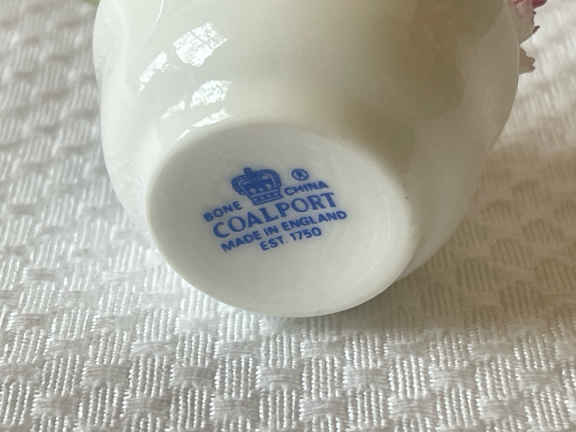 ®
BONE CHINA
COALPORT
MADE IN ENGLAND
EST. 1750